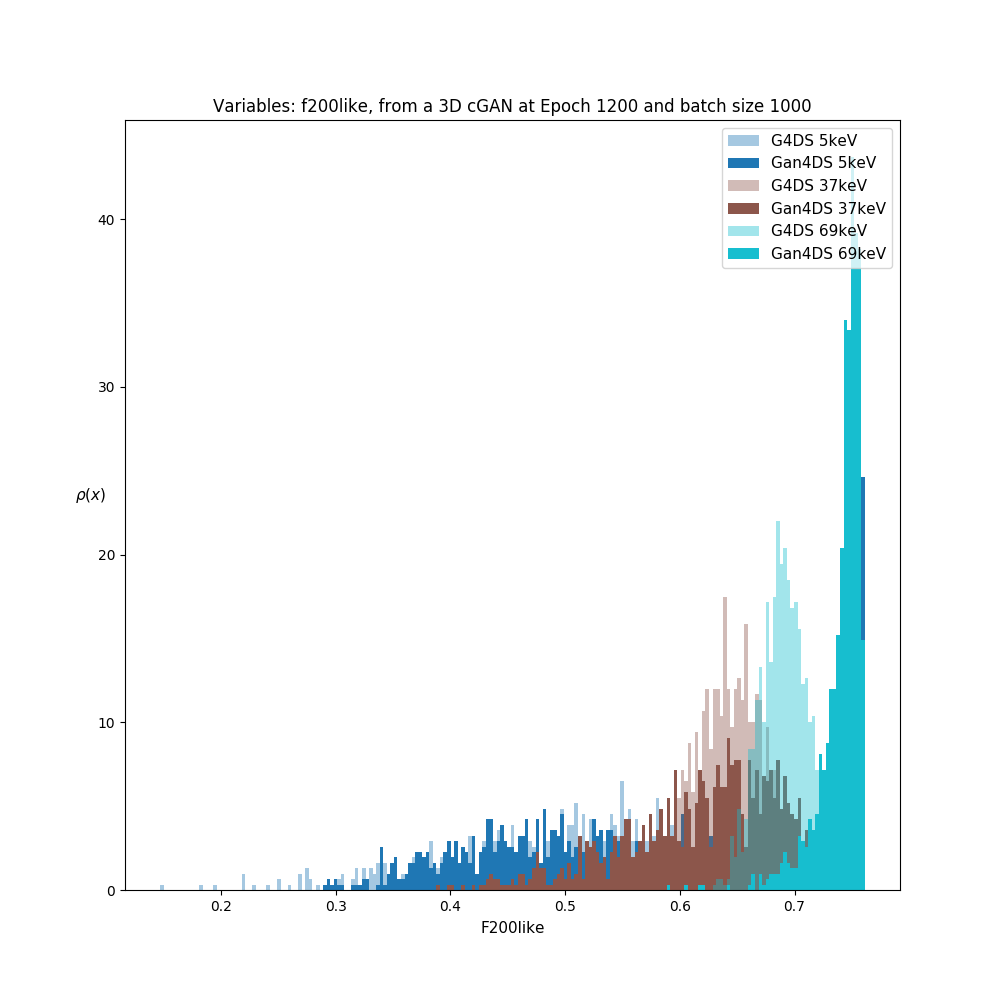 Variables: f200like, from a 3D cGAN at Epoch 1200 and batch size 1000
G4DS 5keV
Gan4DS 5keV
G4DS 37keV
Gan4DS 37keV
G4DS 69keV
Gan4DS 69keV
40
30
ρ(x)
20
10
0
0.2 0.3 0.4 0.5 0.6 0.7
F200like